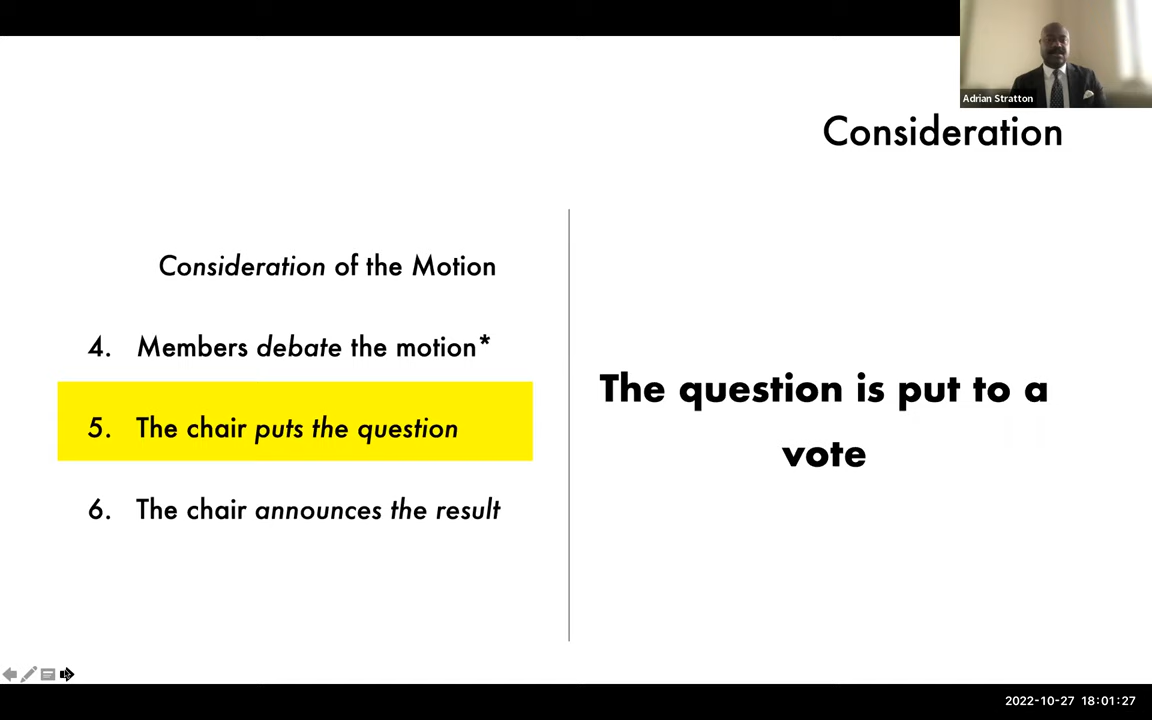 Adrian Stratton
Consideration
Consideration of the Motion
4. Members debate the motion*
5. The chair puts the question
6. The chair announces the result
The question is put to a
vote
2022-10-27 18:01:27